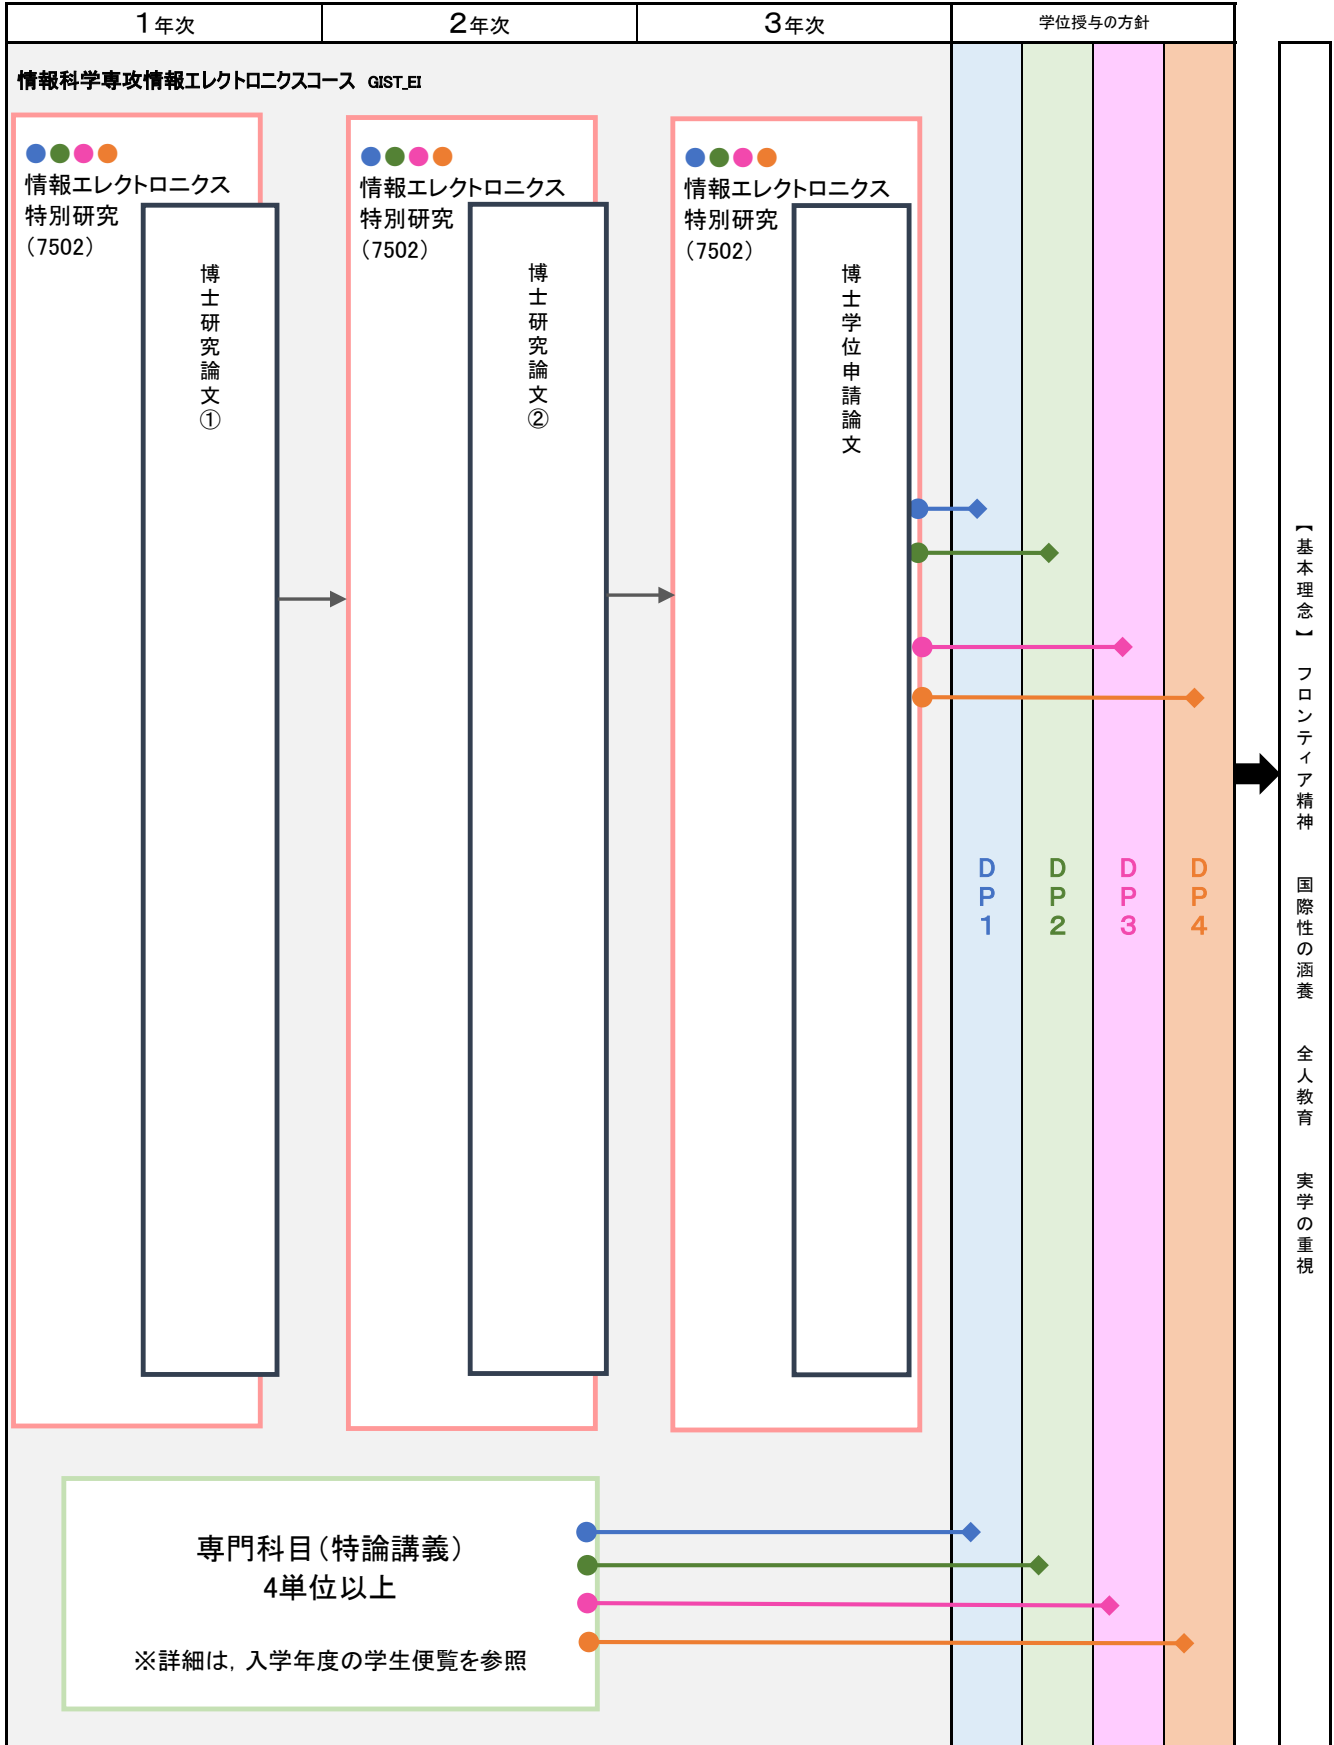 1年次
2年次
3年次
学位授与の方針
情報科学専攻情報エレクトロニクスコース GIST_EI
情報エレクトロニクス
特別研究
(7502)
博士研究論文①
情報エレクトロニクス
特別研究
(7502)
博士研究論文②
情報エレクトロニクス
特別研究
(7502)
博士学位申請論文
DP1
DP2
DP3
DP4
【基本理念】 フロンティア精神 国際性の涵養 全人教育 実学の重視
専門科目(特論講義)
4単位以上
※詳細は，入学年度の学生便覧を参照